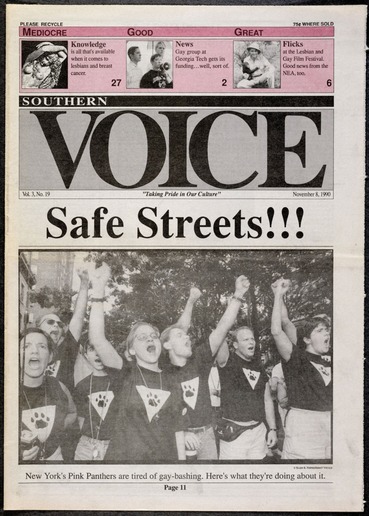 PLEASE RECYCLE
75¢ WHERE SOLD
MEDIOCRE
Knowledge
is all that's available
when it comes to
lesbians and breast
cancer.
27
GOOD
News
Gay group at
Georgia Tech gets its
funding....well, sort of.
2
GREAT
Flicks
at the Lesbian and
Gay Film Festival.
Good news from the
NEA, too.
6
SOUTHERN
VOICE
Vol. 3, No. 19
"Taking Pride in Our Culture"
November 8, 1990
Safe Streets!!!
New York's Pink Panthers are tired of gay-bashing. Here's what they're doing about it.
Page 11